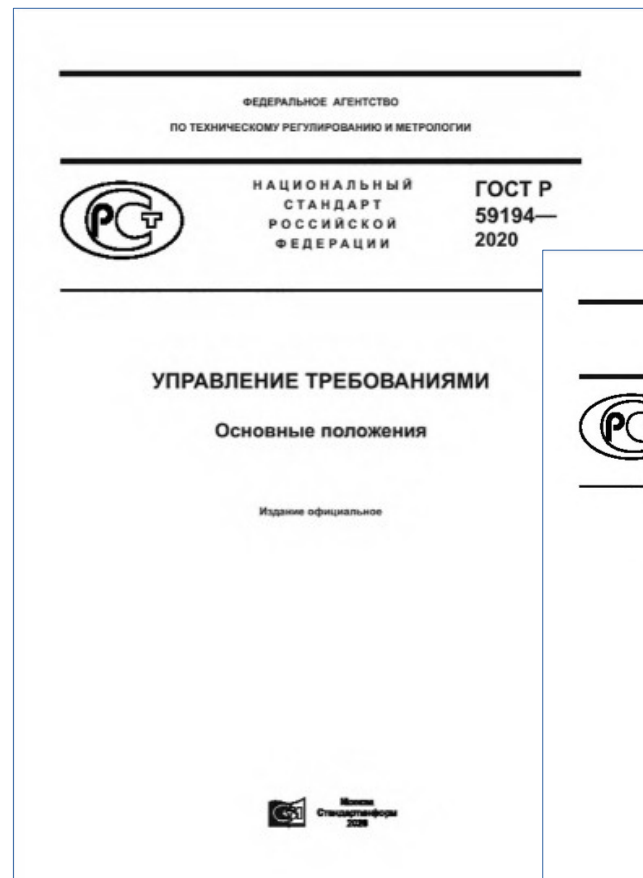 ФЕДЕРАЛЬНОЕ АГЕНТСТВО
ПО ТЕХНИЧЕСКОМУ РЕГУЛИРОВАНИЮ И МЕТРОЛОГИИ
НАЦИОНАЛЬНЫЙ
СТАНДАРТ
РОССИЙСКОЙ
ФЕДЕРАЦИИ
ГОСТ Р
59194—
2020
УПРАВЛЕНИЕ ТРЕБОВАНИЯМИ
Основные положения
Издание официальное
Москва
Стандартинформ
2020